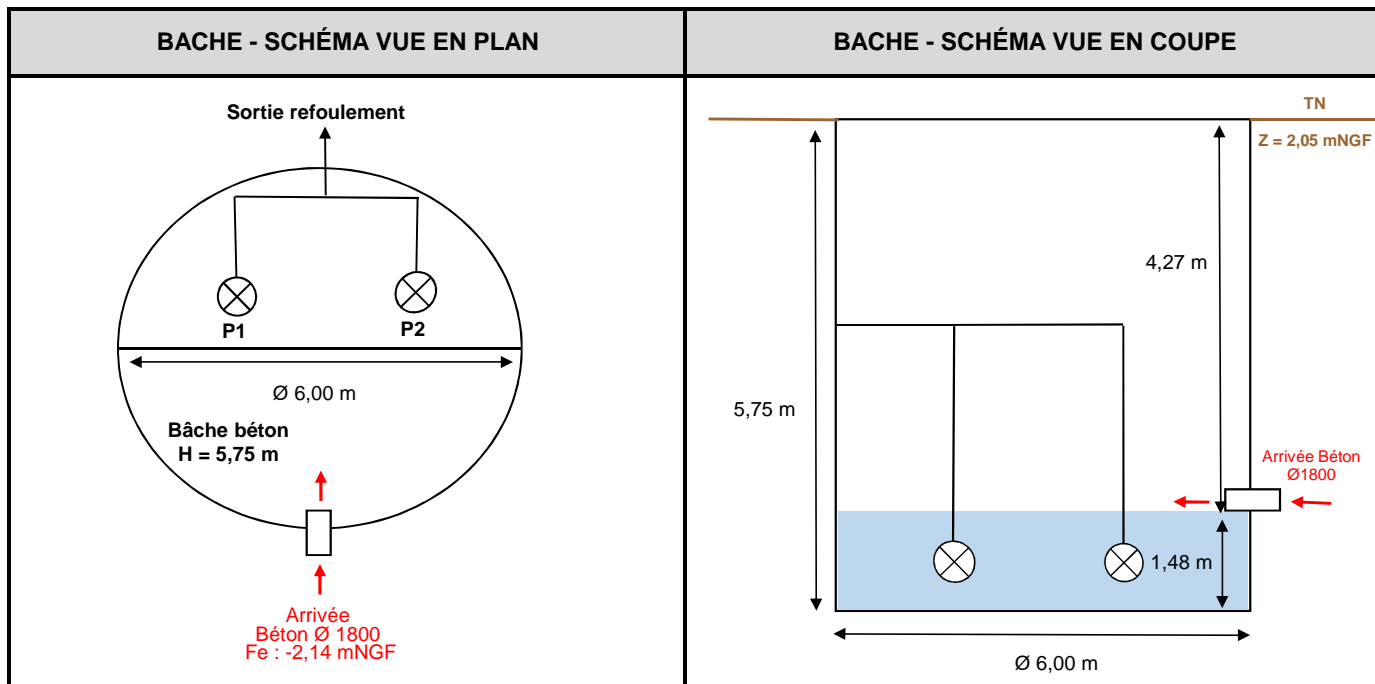 BACHE - SCHÉMA VUE EN PLAN
BACHE - SCHÉMA VUE EN COUPE
Sortie refoulement
P1
P2
Ø 6,00 m
Bâche béton
H = 5,75 m
Arrivée
Béton Ø 1800
Fe : -2,14 mNGF
TN
Z = 2,05 mNGF
4,27 m
5,75 m
Arrivée Béton
Ø1800
1,48 m
Ø 6,00 m